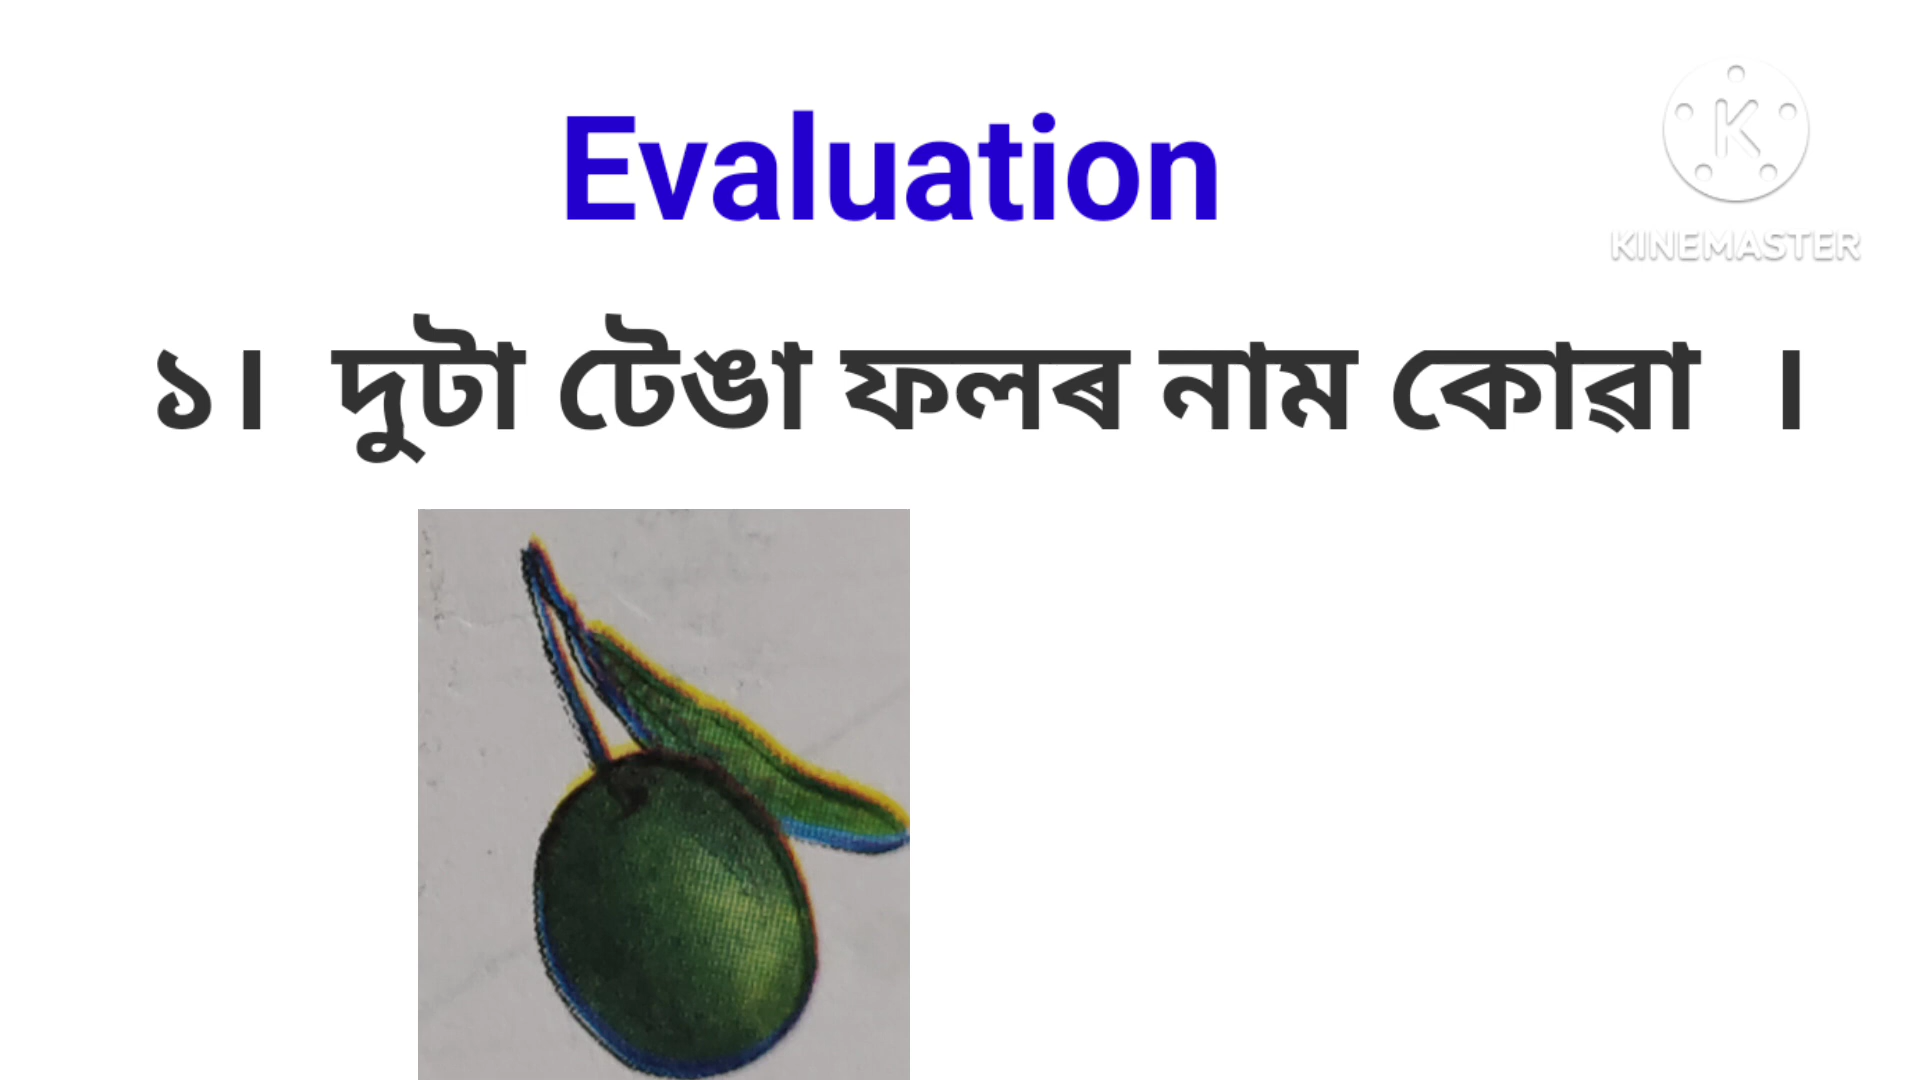 Evaluation
K
KINEMASTER
১। দুটা টেঙা ফলৰ নাম কোৱা ।